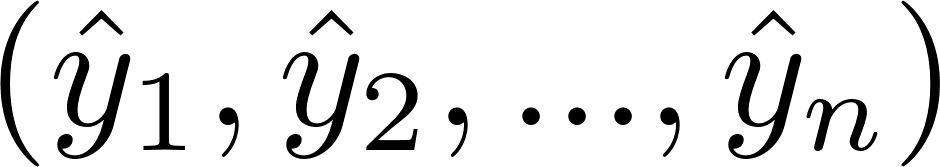 (ŷ₁, ŷ₂, ..., ŷₙ)